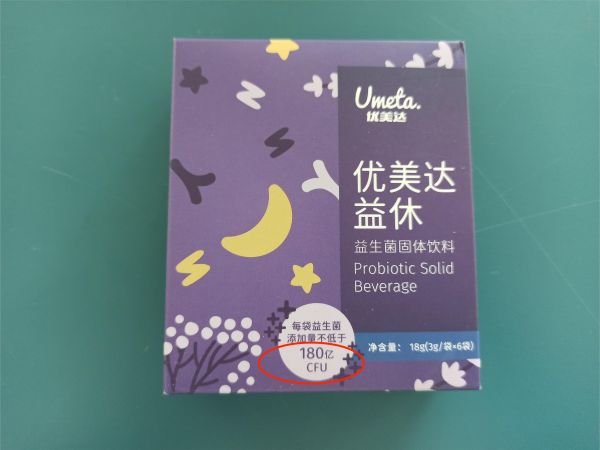 Umeta.
优美达
优美达
益休
益生菌固体饮料
Probiotic Solid
Beverage
每袋益生菌
添加量不低于
180亿
CFU
净含量： 18g(3g/袋×6袋)